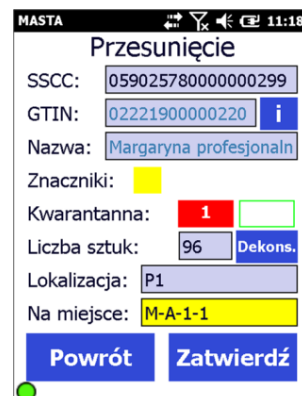 MASTA 11:18
Przesunięcie
SSCC: 059025780000000299
GTIN: 02221900000220 i
Nazwa: Margaryna profesjonaln
Znaczniki:
Kwarantanna: 1
Liczba sztuk: 96 Dekons.
Lokalizacja: P1
Na miejsce: M-A-1-1
Powrót Zatwierdź